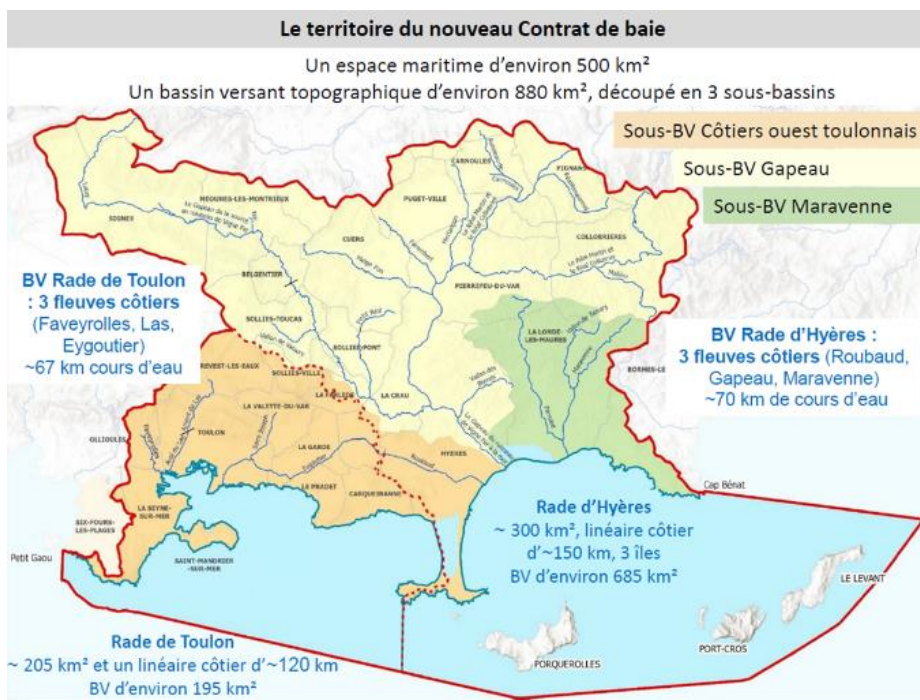 Le territoire du nouveau Contrat de baie
Un espace maritime d'environ 500 km²
Un bassin versant topographique d'environ 880 km², découpé en 3 sous-bassins
Sous-BV Côtiers ouest toulonnais
Sous-BV Gapeau
Sous-BV Maravenne
CARNOULES
PIGNANS
MEOUNES-LES-MONTRIEUX
PUGET-VILLE
SIGNES
CUERS
COLLOBRIERES
BELGENTIER
PIERREFEU-DU-VAR
BV Rade de Toulon
: 3 fleuves côtiers
(Faveyrolles, Las,
Eygoutier)
~67 km cours d'eau
SOLLIES-TOUCAS
SOLLIES-PONT
LA LONDE-
LES-MAURES
BV Rade d'Hyères :
3 fleuves côtiers (Roubaud,
Gapeau, Maravenne)
~70 km de cours d'eau
BORMES-LE
REVEST-LES-EAUX
SOLLIES-VILLE
LA CRAU
LA VALETTE-DU-VAR
OLLIOULES
TOULON
LA GARDE
HYERES
LE PRADET
CARQUEIRANNE
Cap Bénat
LA SEYNE-
SUR-MER
SIX-FOURS-
LES-PLAGES
SAINT-MANDRIER
-SUR-MER
Petit Gaou
Rade d'Hyères
~ 300 km², linéaire côtier
d'~150 km, 3 îles
BV d'environ 685 km²
LE LEVANT
PORT-CROS
PORQUEROLLES
Rade de Toulon
~ 205 km² et un linéaire côtier d'~120 km
BV d'environ 195 km²